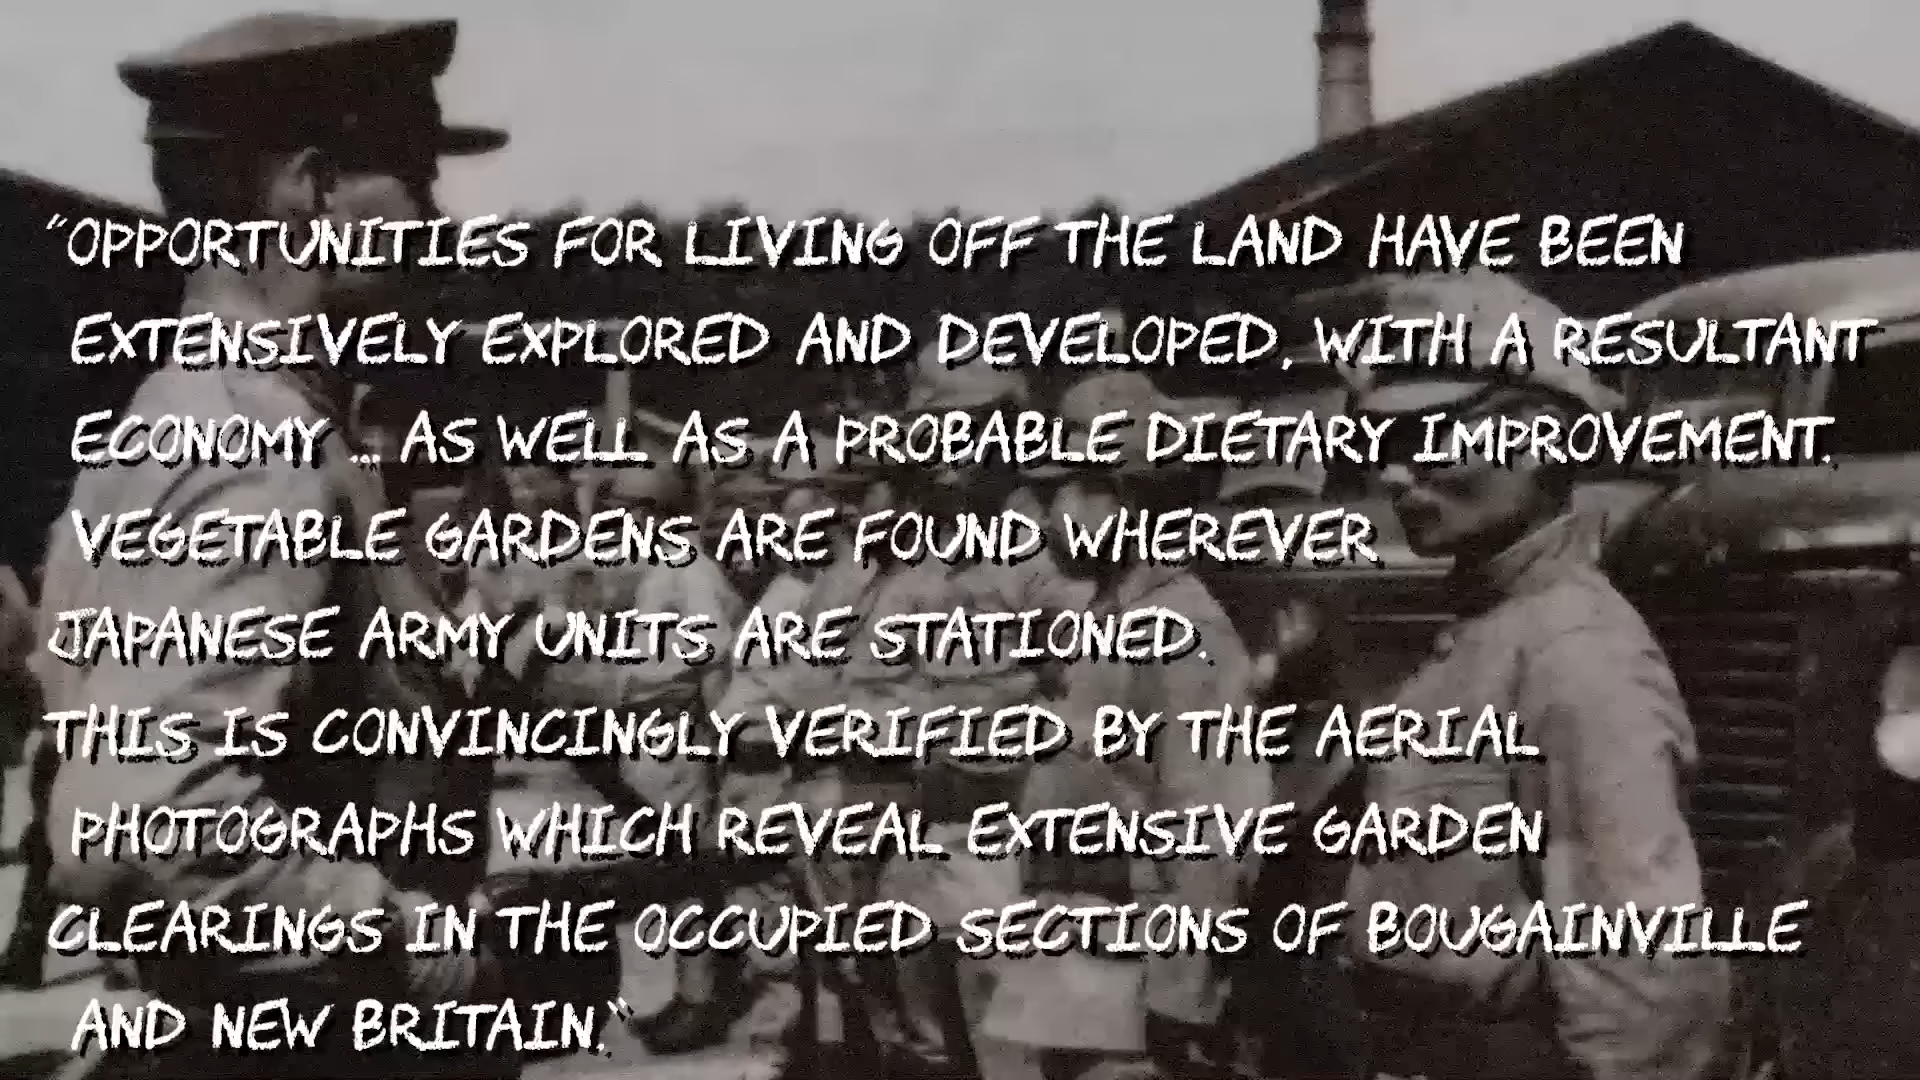 "OPPORTUNITIES FOR LIVING OFF THE LAND HAVE BEEN
EXTENSIVELY EXPLORED AND DEVELOPED, WITH A RESULTANT
ECONOMY ... AS WELL AS A PROBABLE DIETARY IMPROVEMENT.
VEGETABLE GARDENS ARE FOUND WHEREVER
JAPANESE ARMY UNITS ARE STATIONED.
THIS IS CONVINCINGLY VERIFIED BY THE AERIAL
PHOTOGRAPHS WHICH REVEAL EXTENSIVE GARDEN
CLEARINGS IN THE OCCUPIED SECTIONS OF BOUGAINVILLE
AND NEW BRITAIN."